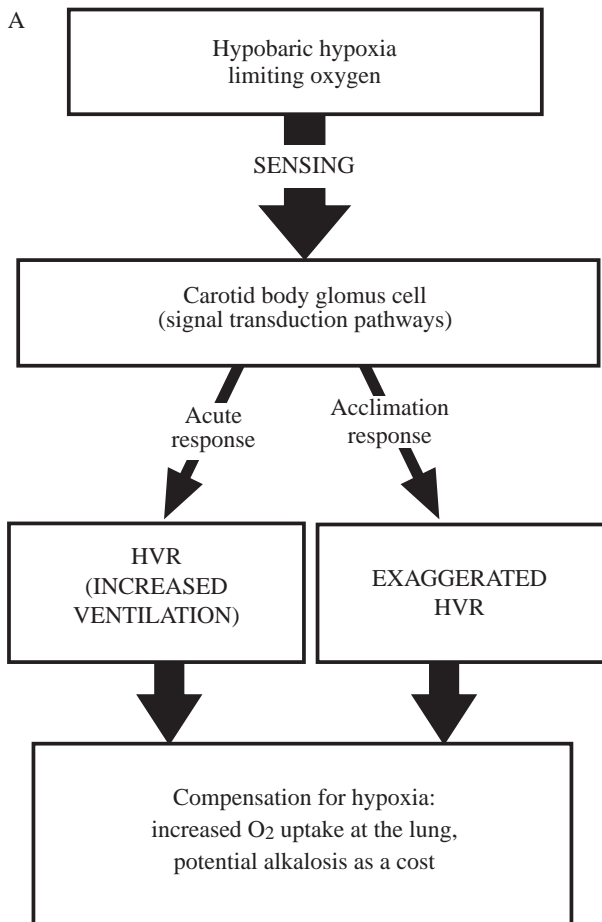 A
Hypobaric hypoxia
limiting oxygen
SENSING
Carotid body glomus cell
(signal transduction pathways)
Acute
response
Acclimation
response
HVR
(INCREASED
VENTILATION)
EXAGGERATED
HVR
Compensation for hypoxia:
increased O2 uptake at the lung,
potential alkalosis as a cost